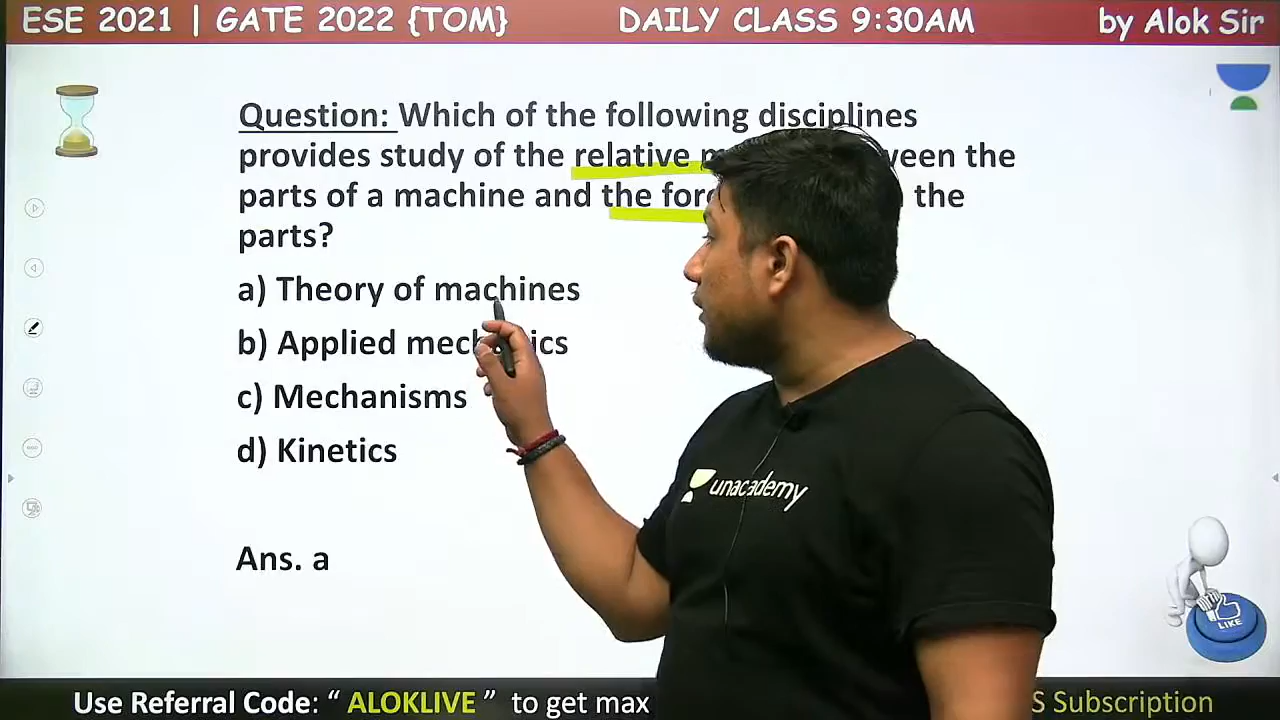 ESE 2021 | GATE 2022 {TOM} DAILY CLASS 9:30AM by Alok Sir
Question: Which of the following disciplines
provides study of the relative the
parts of a machine and the the
parts?
a) Theory of machines
b) Applied mechanics
c) Mechanisms
d) Kinetics
Ans. a
unacademy
LIKE
Use Referral Code: “ ALOKLIVE ” to get max Subscription